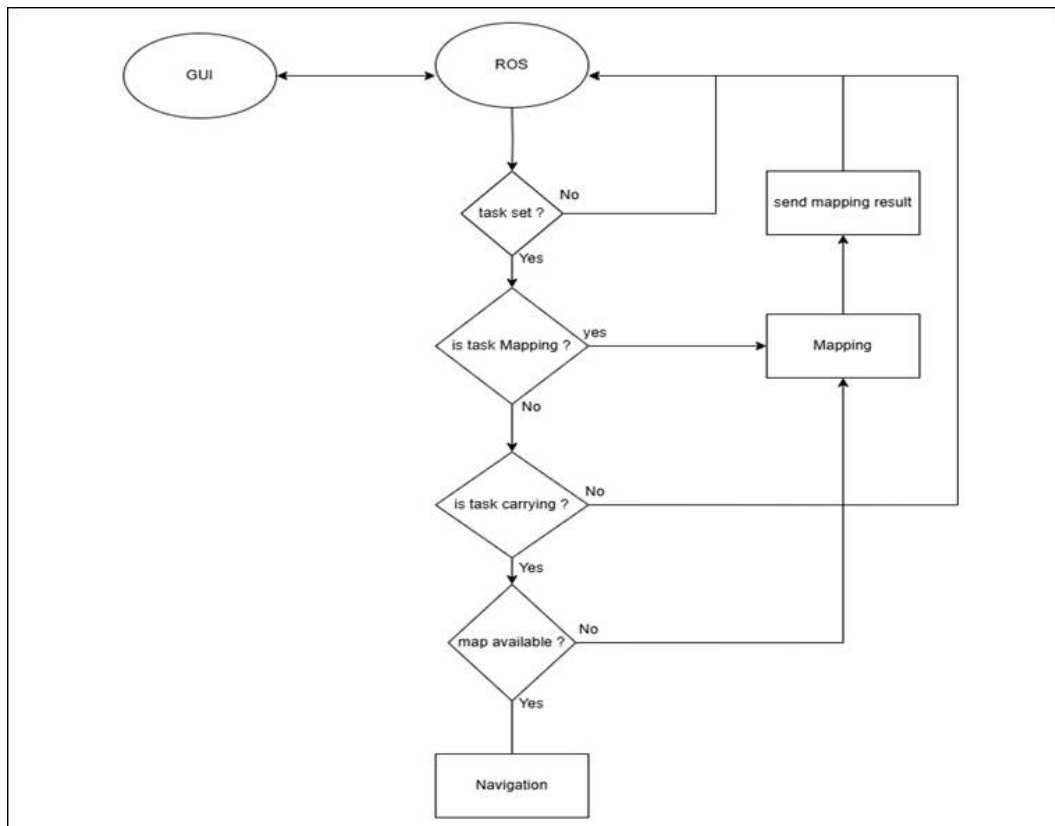 GUI
ROS
No
task set ?
send mapping result
Yes
is task Mapping ?
yes
Mapping
No
is task carrying ?
No
Yes
map available ?
No
Yes
Navigation